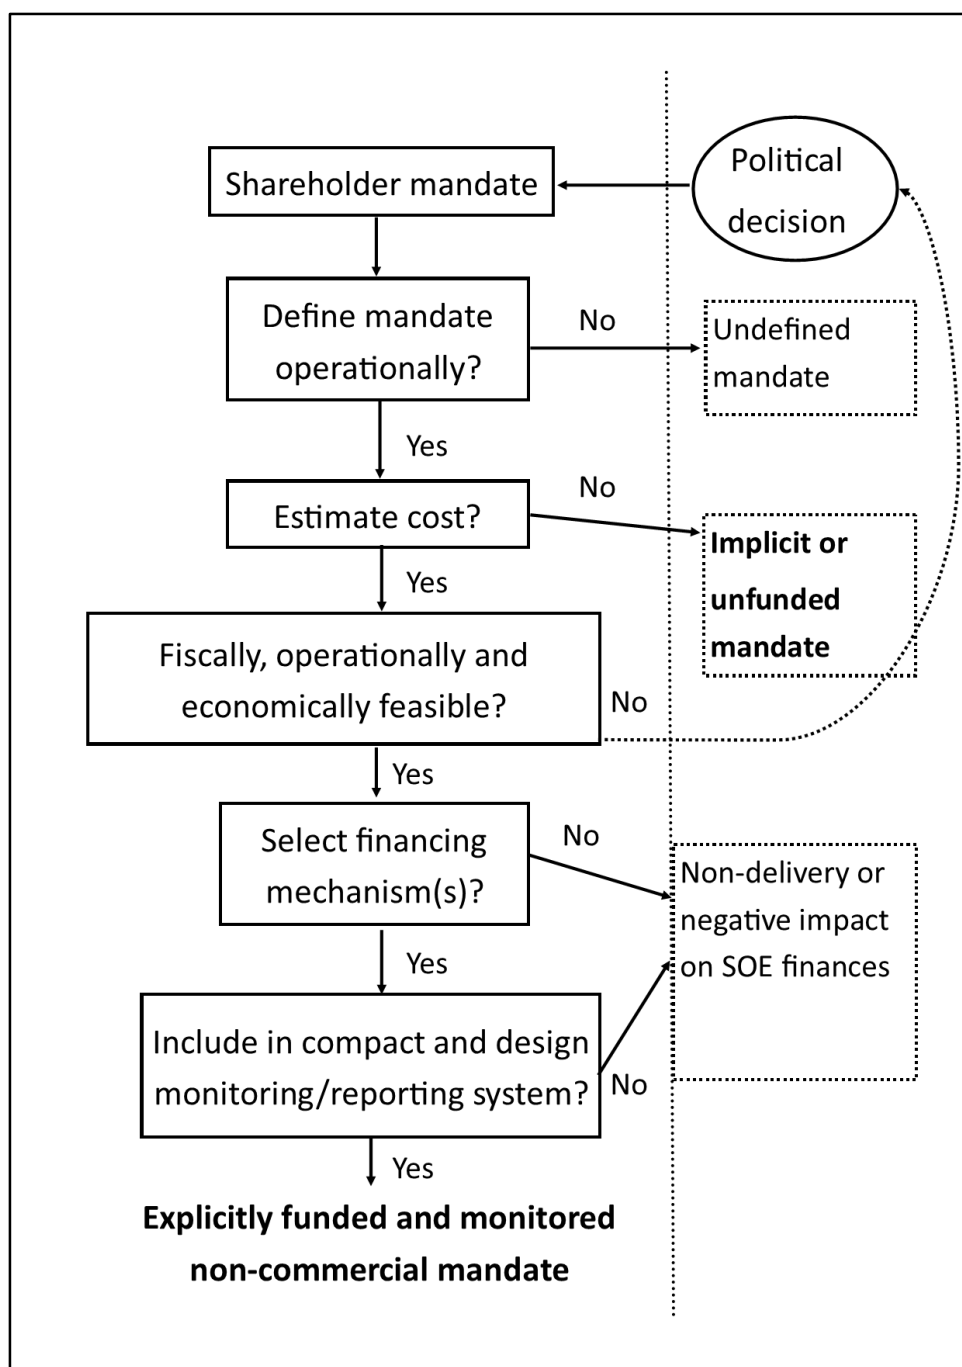 Political
decision
Shareholder mandate
Define mandate
operationally?
No
Undefined
mandate
Yes
Estimate cost?
No
Implicit or
unfunded
mandate
Yes
Fiscally, operationally and
economically feasible?
No
Yes
Select financing
mechanism(s)?
No
Non-delivery or
negative impact
on SOE finances
Yes
Include in compact and design
monitoring/reporting system?
No
Yes
Explicitly funded and monitored
non-commercial mandate